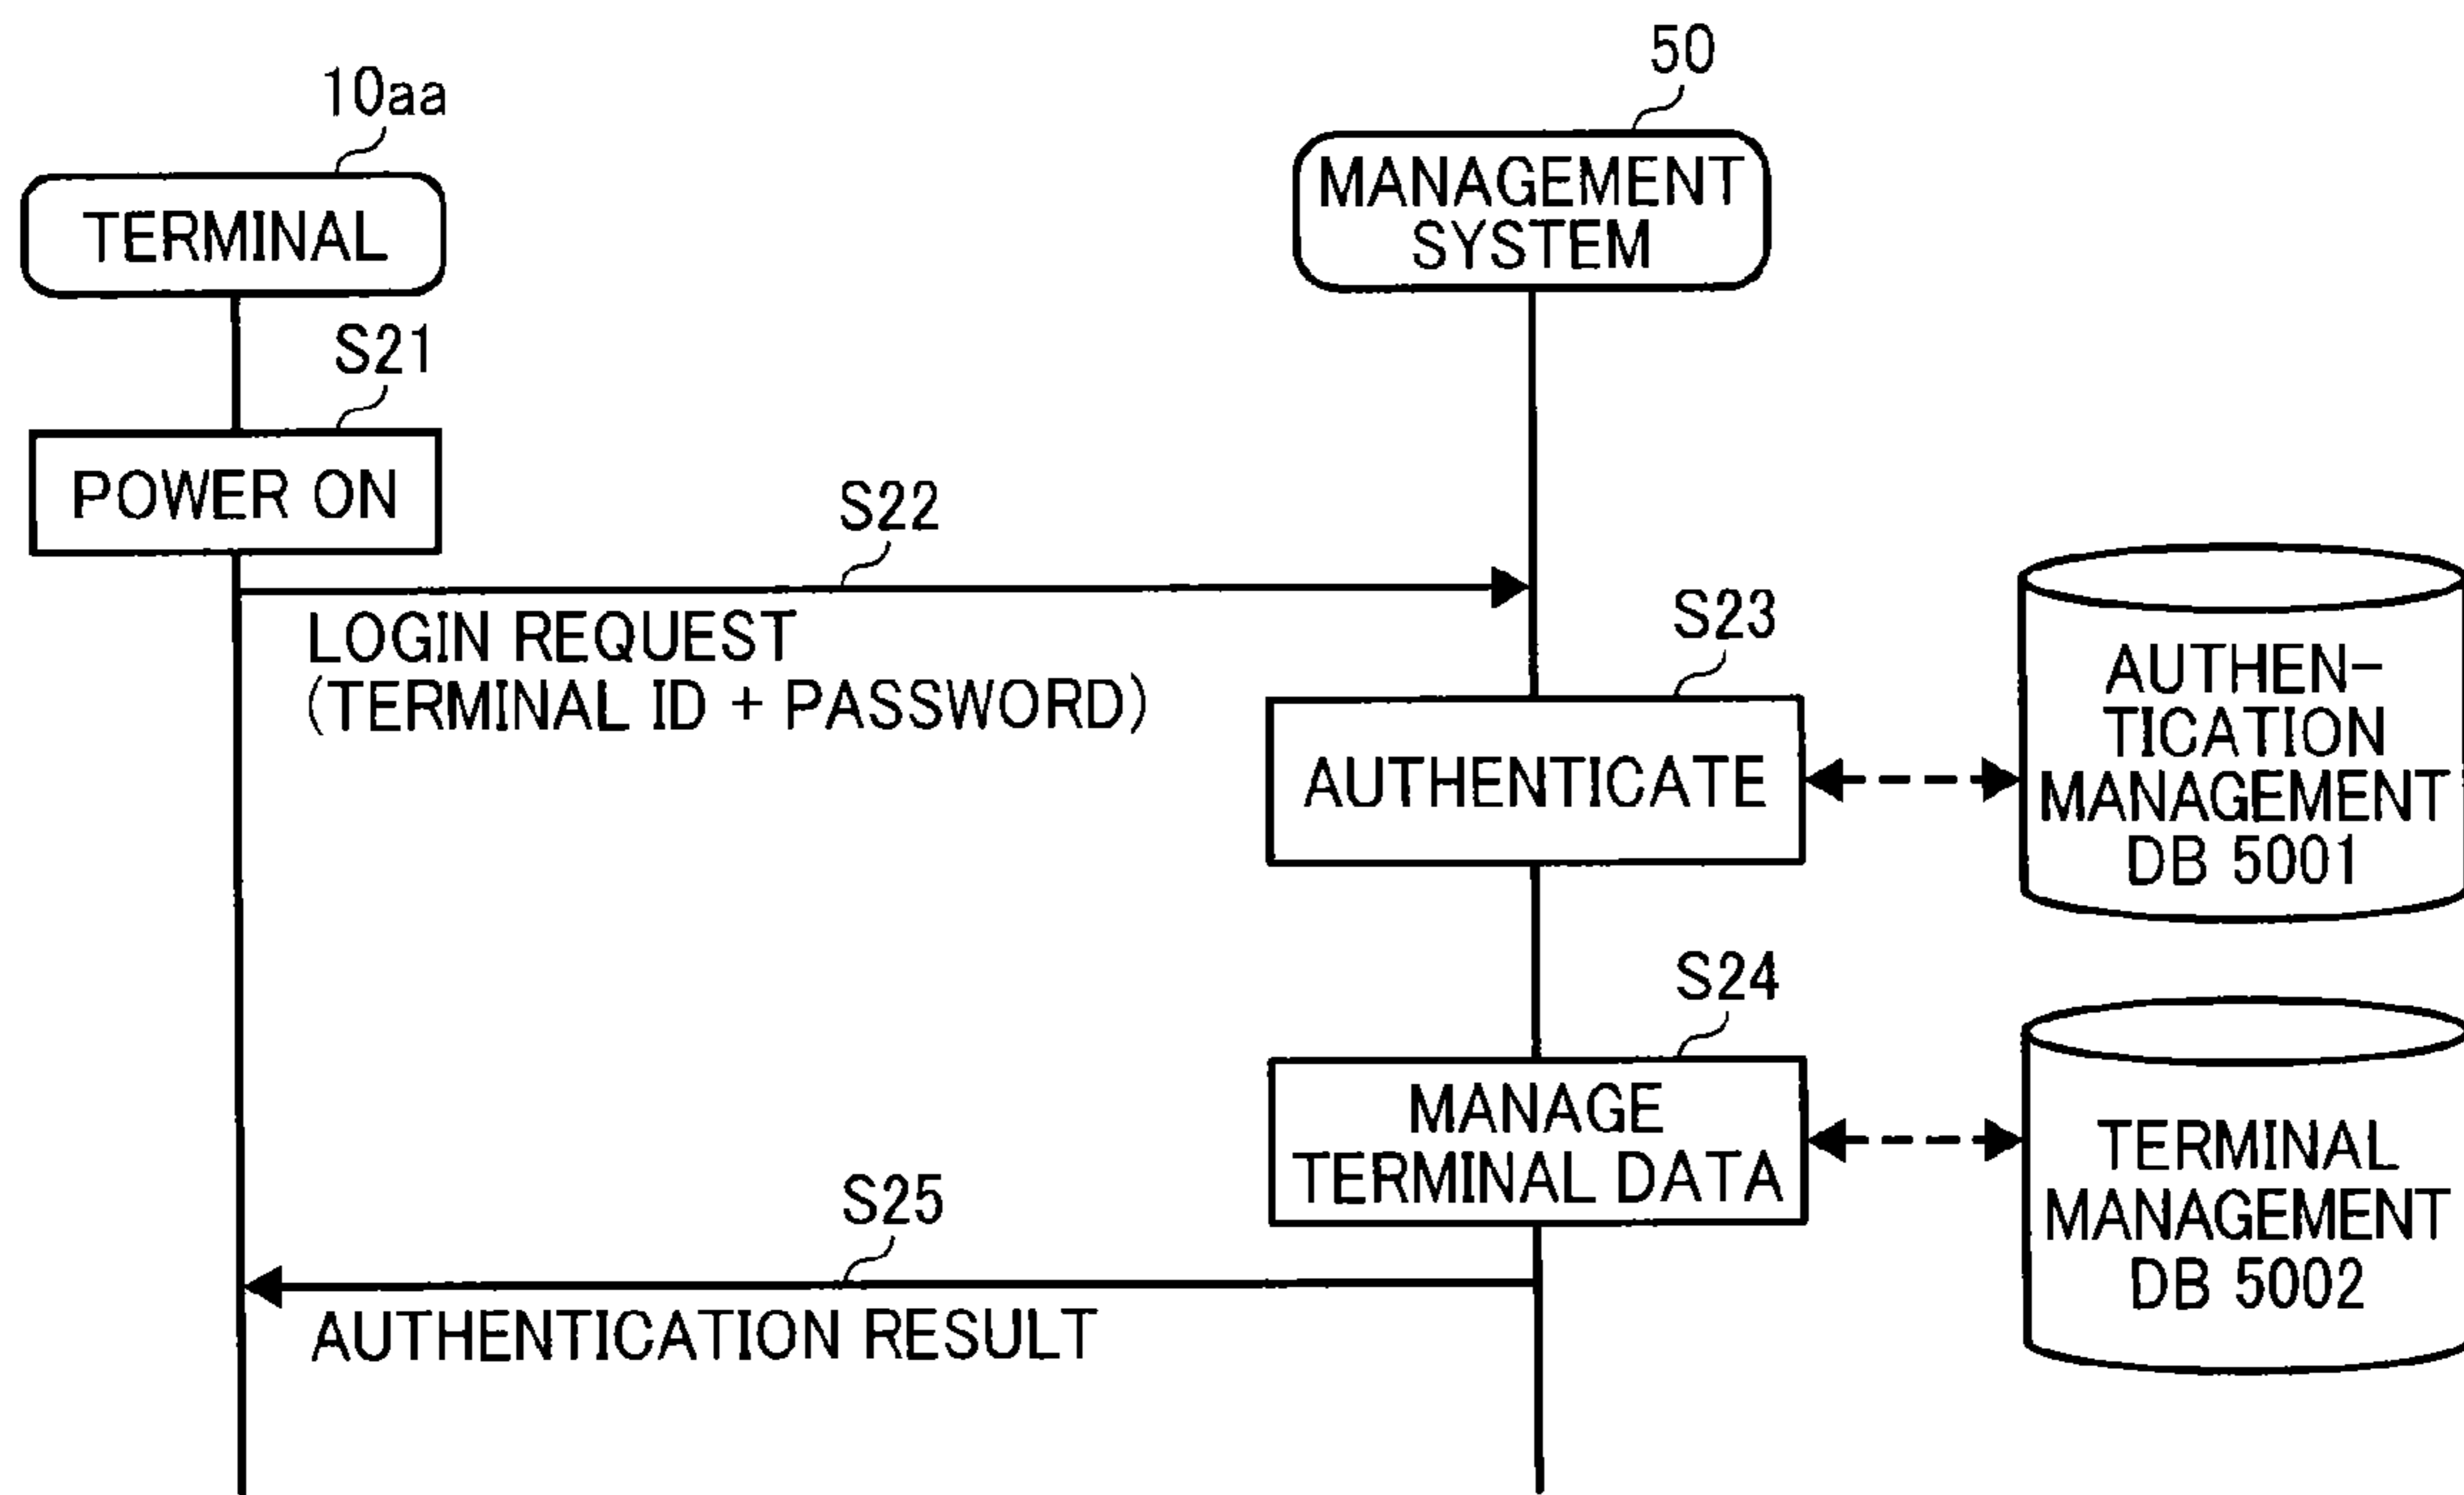 10aa
50
TERMINAL
MANAGEMENT
SYSTEM
S21
POWER ON
S22
LOGIN REQUEST
(TERMINAL ID + PASSWORD)
S23
AUTHENTICATE
AUTHEN-
TICATION
MANAGEMENT
DB 5001
S24
MANAGE
TERMINAL DATA
TERMINAL
MANAGEMENT
DB 5002
S25
AUTHENTICATION RESULT